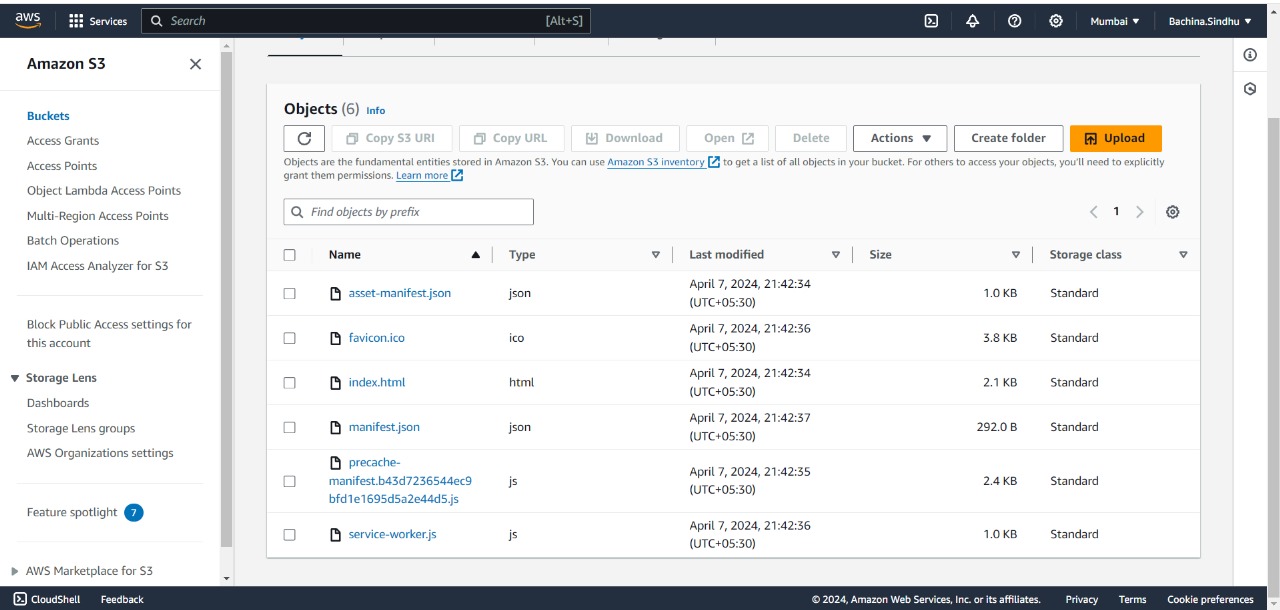 aws
Services
Search
[Alt+S]
Mumbai ▼
Bachina.Sindhu ▼
Amazon S3
Buckets
Access Grants
Access Points
Object Lambda Access Points
Multi-Region Access Points
Batch Operations
IAM Access Analyzer for S3
Block Public Access settings for
this account
Storage Lens
Dashboards
Storage Lens groups
AWS Organizations settings
Feature spotlight 7
AWS Marketplace for S3
Objects (6) Info
Copy S3 URI
Copy URL
Download
Open
Delete
Actions ▼
Create folder
Upload
Objects are the fundamental entities stored in Amazon S3. You can use Amazon S3 inventory to get a list of all objects in your bucket. For others to access your objects, you'll need to explicitly
grant them permissions. Learn more
Find objects by prefix
1
Name Type Last modified Size Storage class
asset-manifest.json json April 7, 2024, 21:42:34 1.0 KB Standard
(UTC+05:30)
favicon.ico ico April 7, 2024, 21:42:36 3.8 KB Standard
(UTC+05:30)
index.html html April 7, 2024, 21:42:34 2.1 KB Standard
(UTC+05:30)
manifest.json json April 7, 2024, 21:42:37 292.0 B Standard
(UTC+05:30)
precache-
manifest.b43d7236544ec9 js April 7, 2024, 21:42:35 2.4 KB Standard
bfd1e1695d5a2e44d5.js (UTC+05:30)
service-worker.js js April 7, 2024, 21:42:36 1.0 KB Standard
(UTC+05:30)
CloudShell Feedback © 2024, Amazon Web Services, Inc. or its affiliates. Privacy Terms Cookie preferences